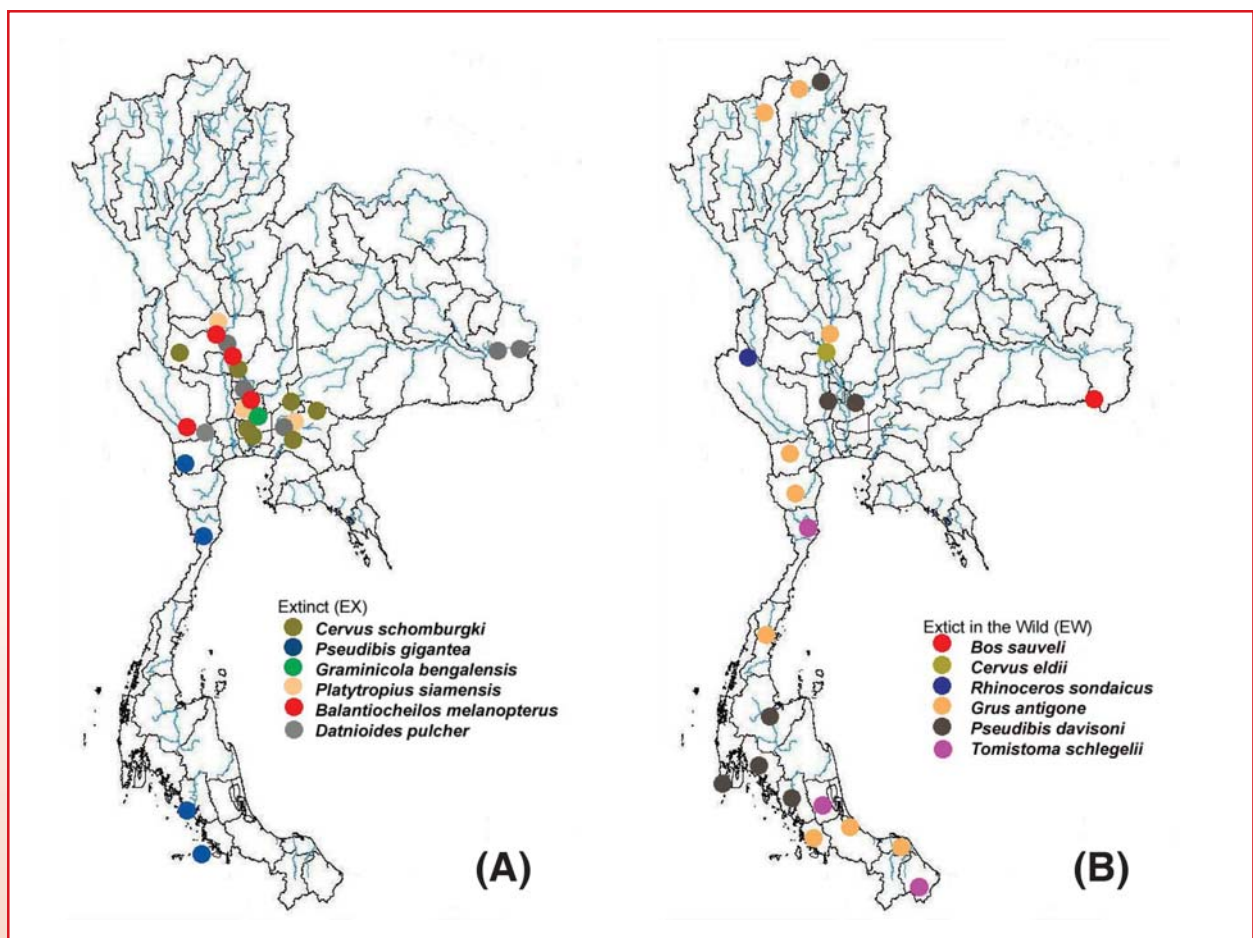 Extinct (EX)
Cervus schomburgki
Pseudibis gigantea
Graminicola bengalensis
Platytropius siamensis
Balantiocheilos melanopterus
Datnioides pulcher
(A)
Extict in the Wild (EW)
Bos sauveli
Cervus eldii
Rhinoceros sondaicus
Grus antigone
Pseudibis davisoni
Tomistoma schlegelii
(B)